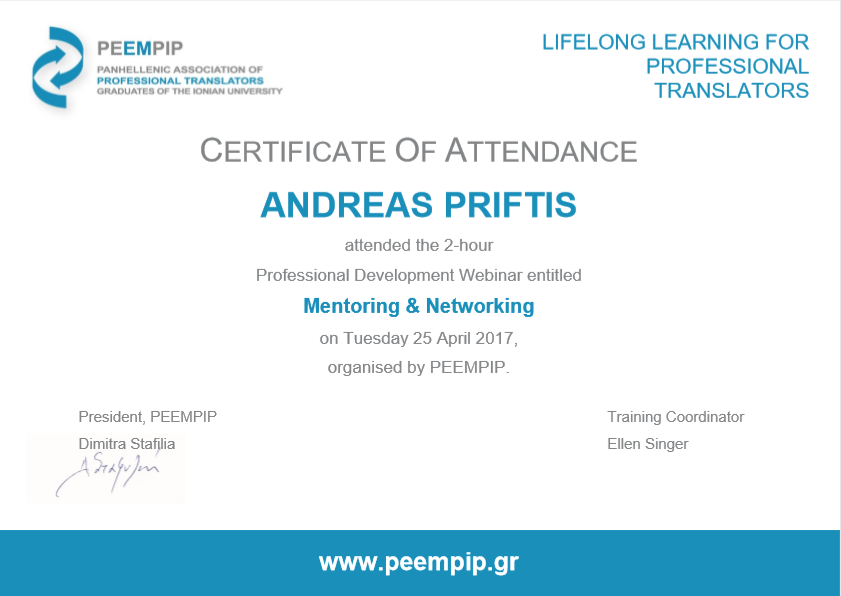 PEEMPIP
PANHELLENIC ASSOCIATION OF
PROFESSIONAL TRANSLATORS
GRADUATES OF THE IONIAN UNIVERSITY
LIFELONG LEARNING FOR
PROFESSIONAL
TRANSLATORS
CERTIFICATE OF ATTENDANCE
ANDREAS PRIFTIS
attended the 2-hour
Professional Development Webinar entitled
Mentoring & Networking
on Tuesday 25 April 2017,
organised by PEEMPIP.
President, PEEMPIP
Dimitra Stafilia
Training Coordinator
Ellen Singer
www.peempip.gr